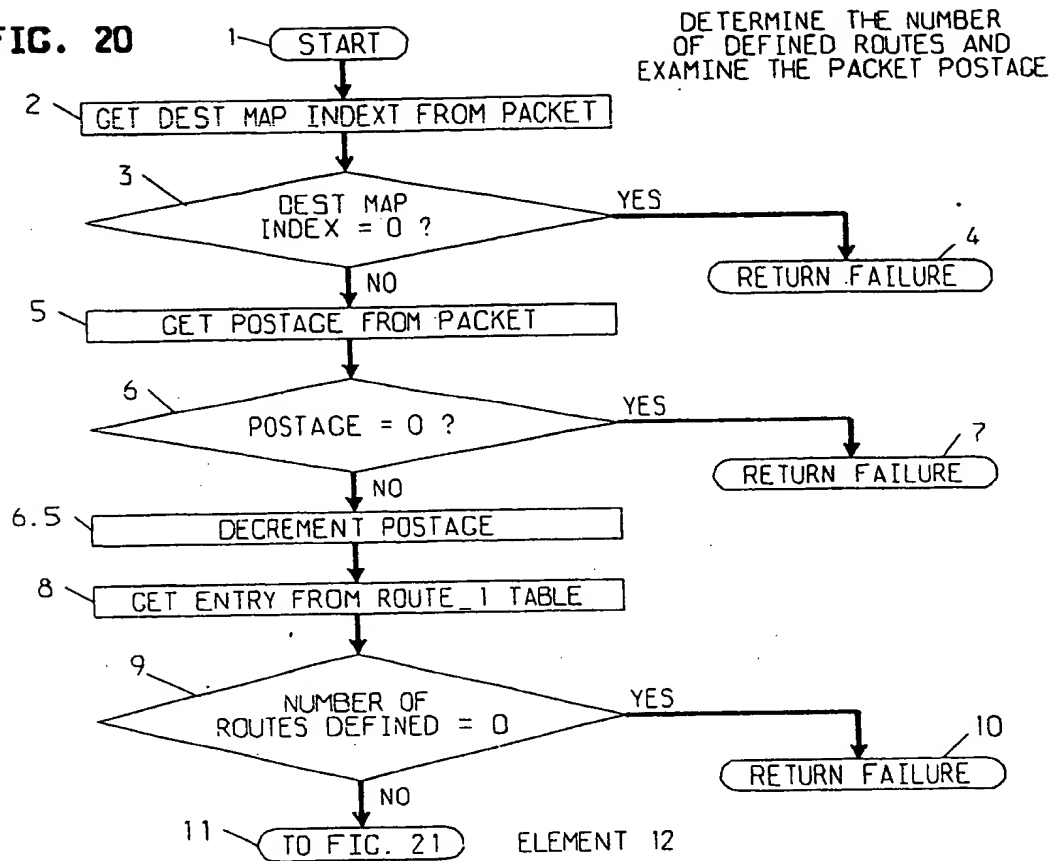 FIG. 20
DETERMINE THE NUMBER
OF DEFINED ROUTES AND
EXAMINE THE PACKET POSTAGE
1
START
2
GET DEST MAP INDEXT FROM PACKET
3
DEST MAP
INDEX = 0 ?
YES
4
RETURN FAILURE
NO
5
GET POSTAGE FROM PACKET
6
POSTAGE = 0 ?
YES
7
RETURN FAILURE
NO
6.5
DECREMENT POSTAGE
8
GET ENTRY FROM ROUTE_1 TABLE
9
NUMBER OF
ROUTES DEFINED = 0
YES
10
RETURN FAILURE
NO
11
TO FIG. 21
ELEMENT 12